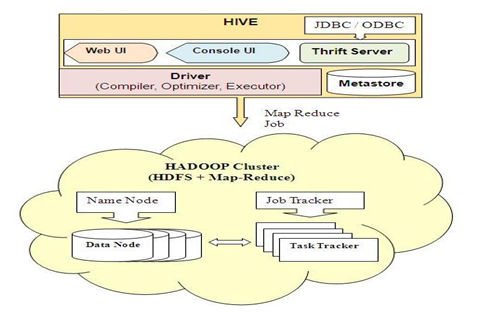 HIVE
JDBC / ODBC
Web UI
Console UI
Thrift Server
Driver
(Compiler, Optimizer, Executor)
Metastore
Map Reduce
Job
HADOOP Cluster
(HDFS + Map-Reduce)
Name Node
Job Tracker
Data Node
Task Tracker